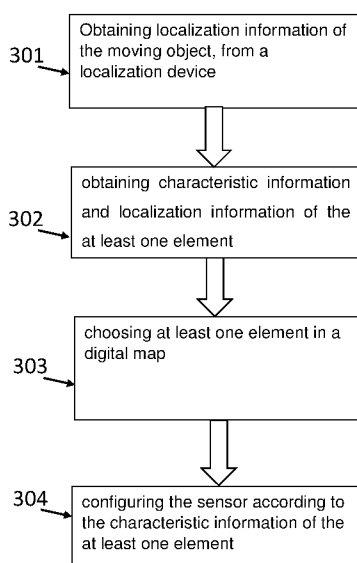 301
Obtaining localization information of
the moving object, from a
localization device
302
obtaining characteristic information
and localization information of the
at least one element
303
choosing at least one element in a
digital map
304
configuring the sensor according to
the characteristic information of the
at least one element